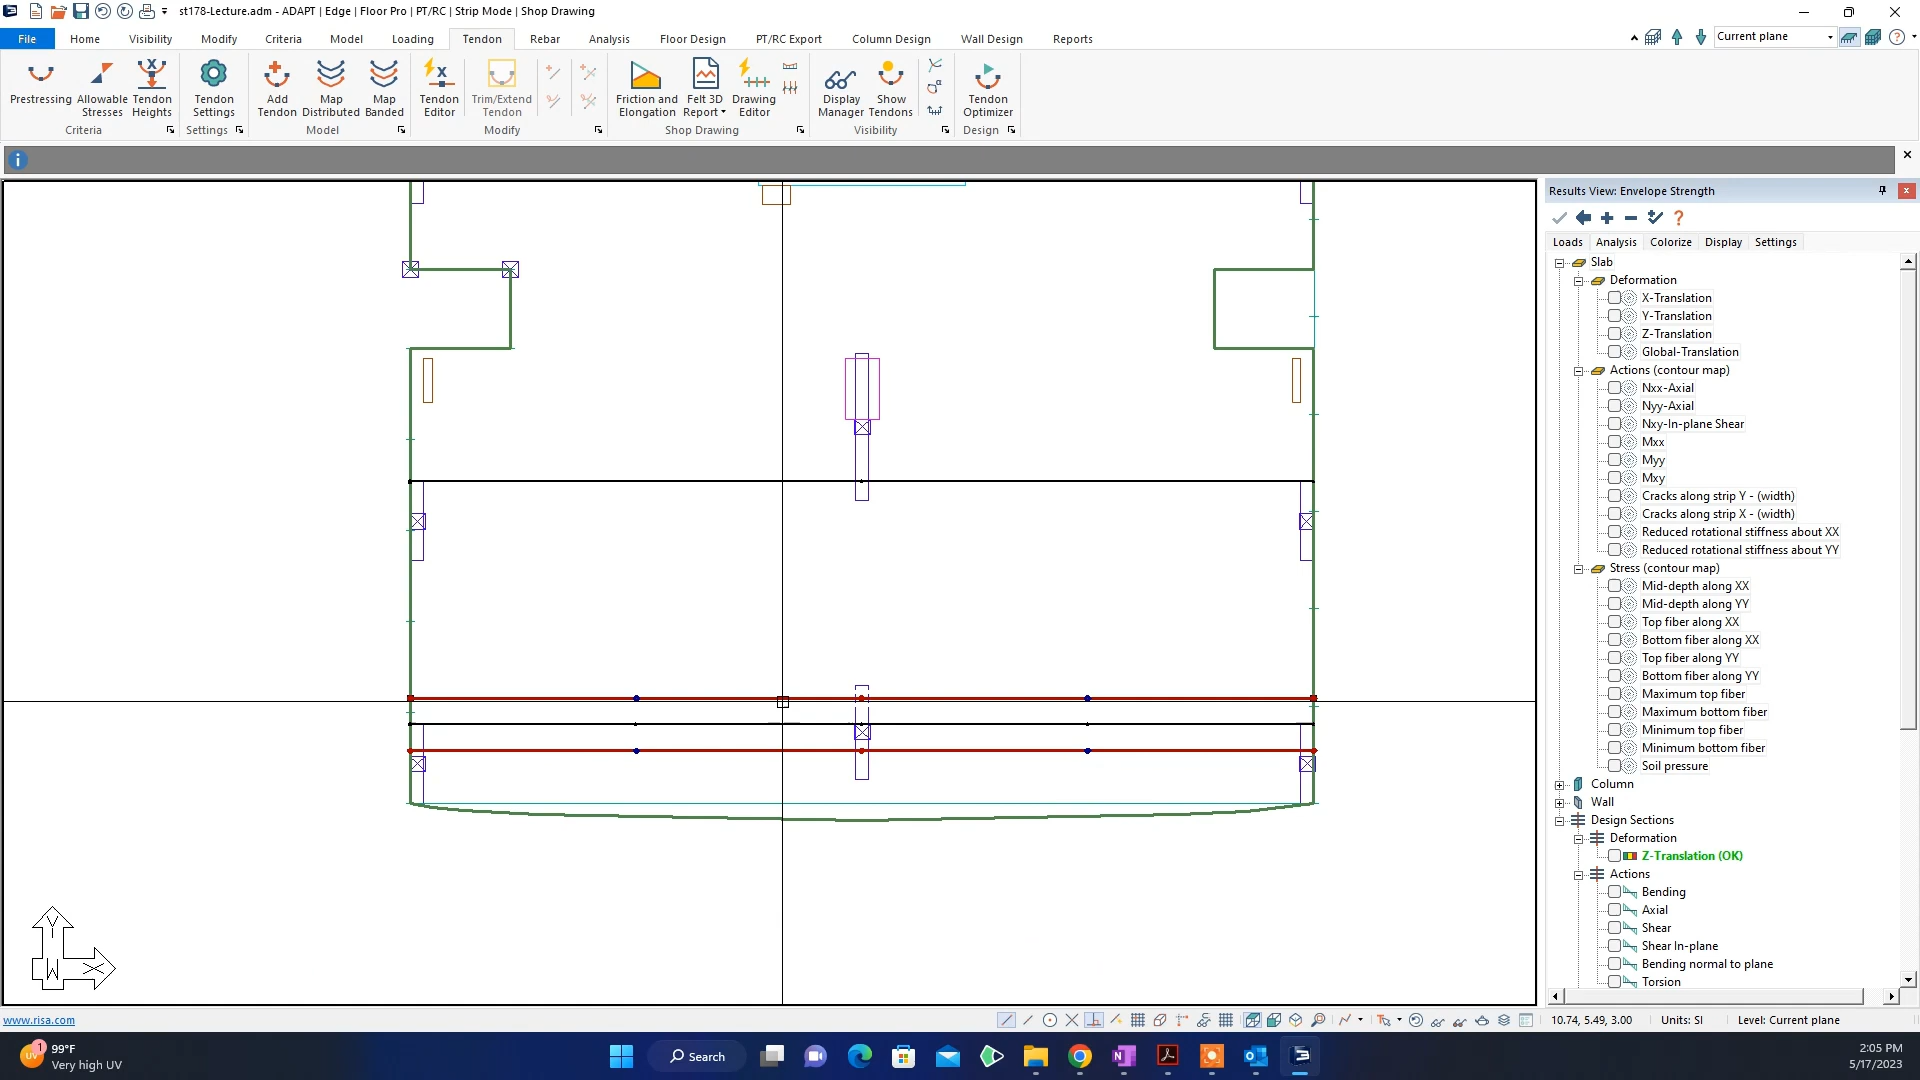 st178-Lecture.adm - ADAPT | Edge | Floor Pro | PT/RC | Strip Mode | Shop Drawing
File Home Visibility Modify Criteria Model Loading Tendon Rebar Analysis Floor Design PT/RC Export Column Design Wall Design Reports Current plane
Prestressing Allowable Stresses Tendon Heights Tendon Settings Add Tendon Map Distributed Map Banded Tendon Editor Trim/Extend Tendon Friction and Elongation Felt 3D Report Drawing Editor Display Manager Show Tendons Tendon Optimizer
Criteria Settings Model Modify Shop Drawing Visibility Design
Results View: Envelope Strength
Loads Analysis Colorize Display Settings
Slab
Deformation
X-Translation
Y-Translation
Z-Translation
Global-Translation
Actions (contour map)
Nxx-Axial
Nyy-Axial
Nxy-In-plane Shear
Mxx
Myy
Mxy
Cracks along strip Y - (width)
Cracks along strip X - (width)
Reduced rotational stiffness about XX
Reduced rotational stiffness about YY
Stress (contour map)
Mid-depth along XX
Mid-depth along YY
Top fiber along XX
Bottom fiber along XX
Top fiber along YY
Bottom fiber along YY
Maximum top fiber
Maximum bottom fiber
Minimum top fiber
Minimum bottom fiber
Soil pressure
Column
Wall
Design Sections
Deformation
Z-Translation (OK)
Actions
Bending
Axial
Shear
Shear In-plane
Bending normal to plane
Torsion
Y
W X
www.risa.com 10.74, 5.49, 3.00 Units: SI Level: Current plane
1
UV
99°F
Very high UV
Search
2:05 PM
5/17/2023